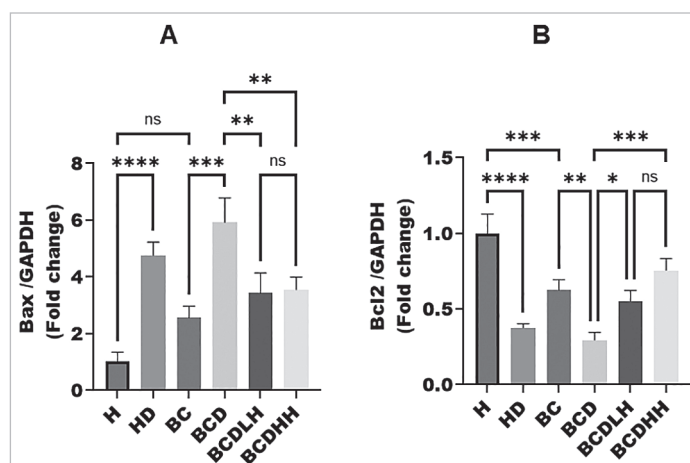 A
Bax /GAPDH
(Fold change)
8
6
4
2
0
ns
****
***
**
**
ns
H
HD
BC
BCD
BCDLH
BCDHH
B
Bcl2 /GAPDH
(Fold change)
1.5
1.0
0.5
0.0
***
***
****
**
*
ns
H
HD
BC
BCD
BCDLH
BCDHH